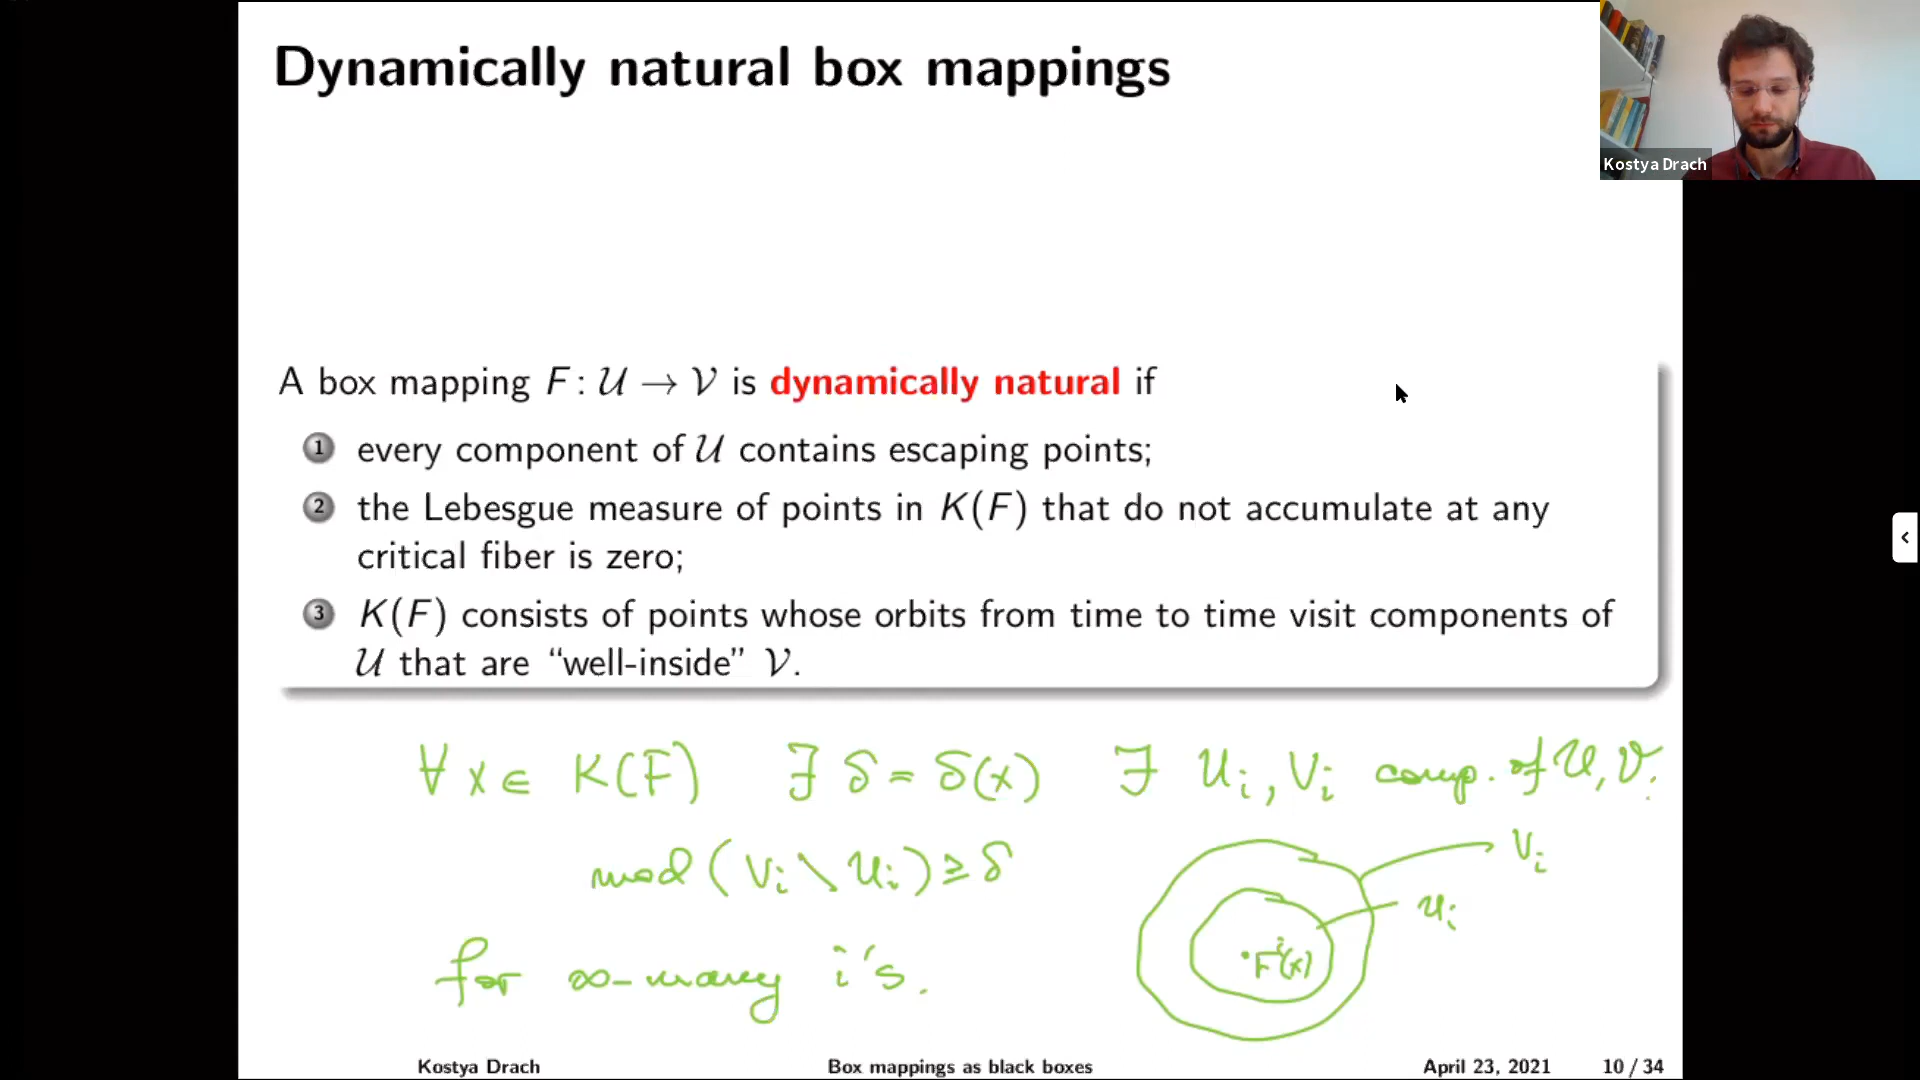 Dynamically natural box mappings
Kostya Drach
A box mapping F: 𝒰 → 𝒱 is dynamically natural if
1 every component of 𝒰 contains escaping points;
2 the Lebesgue measure of points in K(F) that do not accumulate at any
critical fiber is zero;
3 K(F) consists of points whose orbits from time to time visit components of
𝒰 that are “well-inside” 𝒱.
∀ x ∈ K(F) ∃ δ = δ(x) ∃ U_i, V_i comp. of 𝒰, 𝒱:
mod (V_i \ U_i) ≥ δ
V_i
U_i
F^i(x)
for ∞-many i's.
Kostya Drach Box mappings as black boxes April 23, 2021 10 / 34